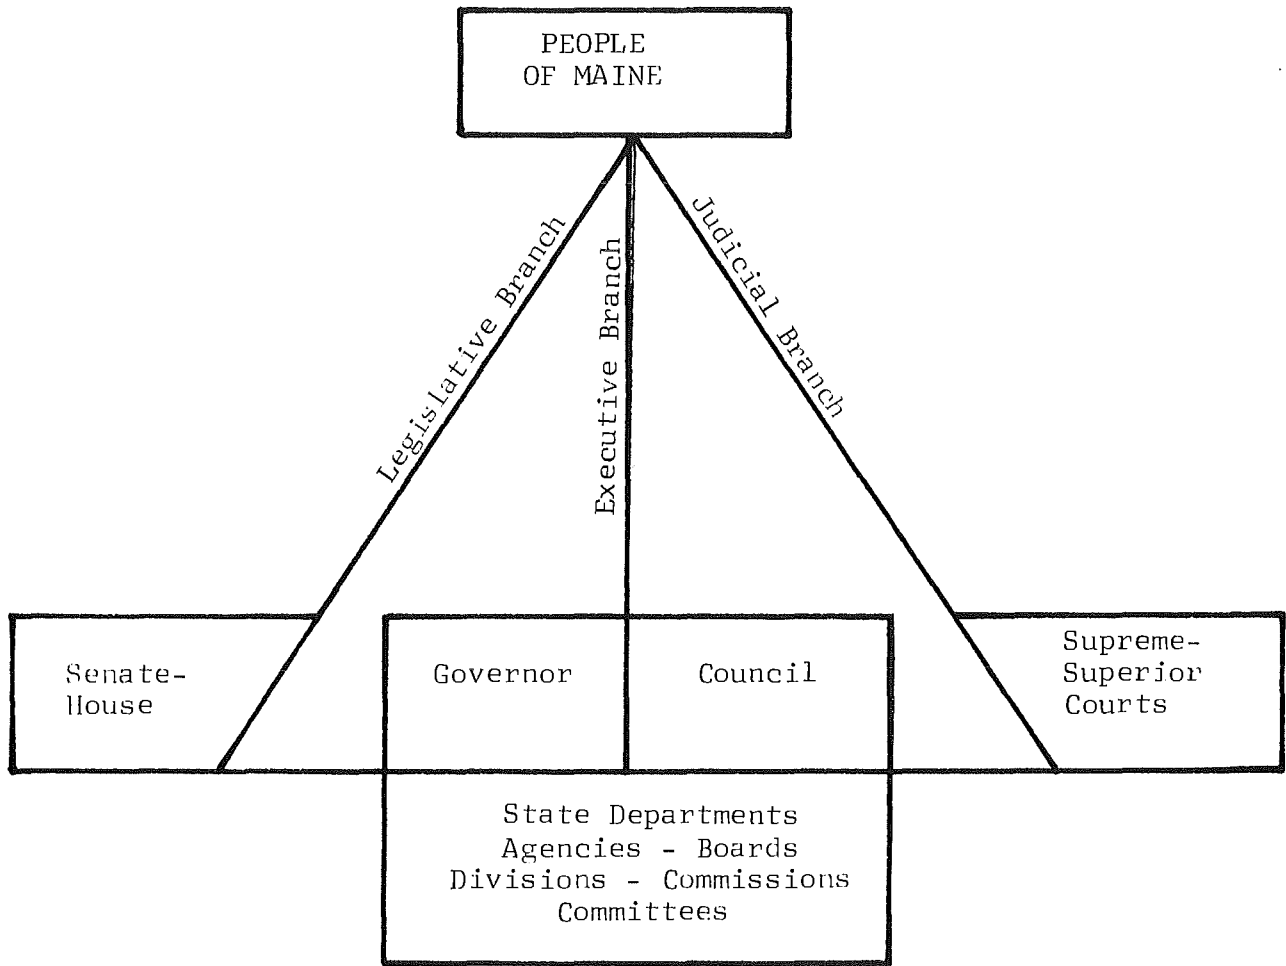 PEOPLE
OF MAINE
Legislative Branch
Executive Branch
Judicial Branch
Senate-
House
Governor
Council
Supreme-
Superior
Courts
State Departments
Agencies - Boards
Divisions - Commissions
Committees